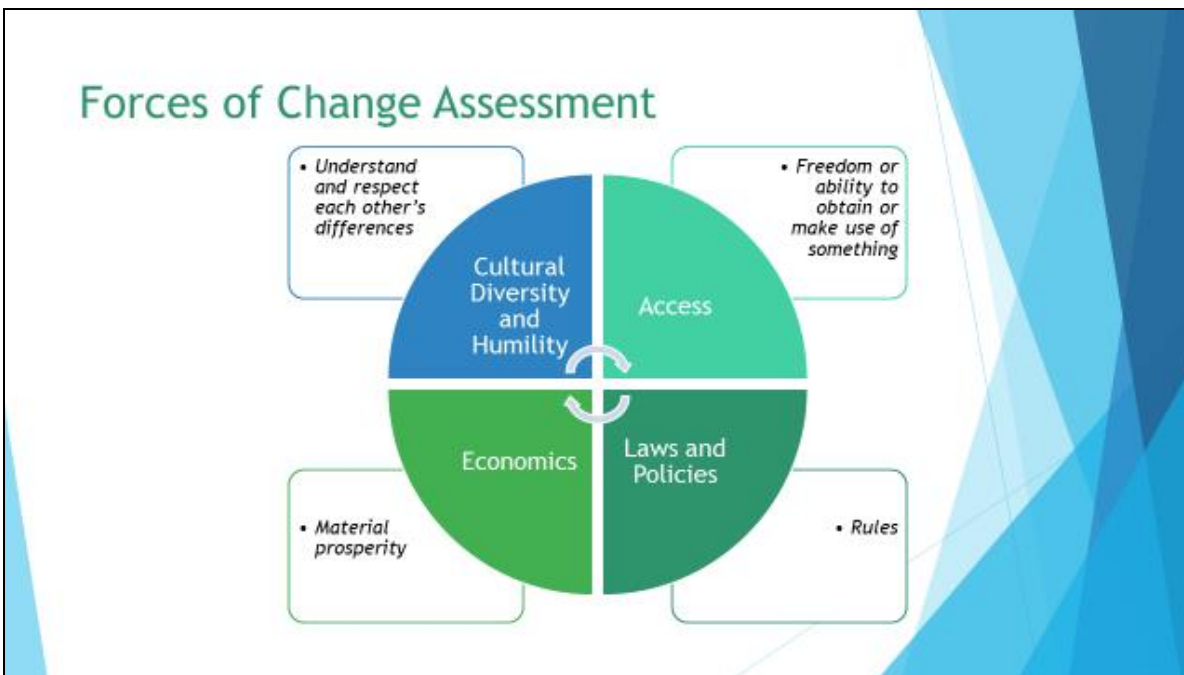 Forces of Change Assessment
• Understand
and respect
each other's
differences
• Freedom or
ability to
obtain or
make use of
something
Cultural
Diversity
and
Humility
Access
Economics
Laws and
Policies
• Material
prosperity
• Rules